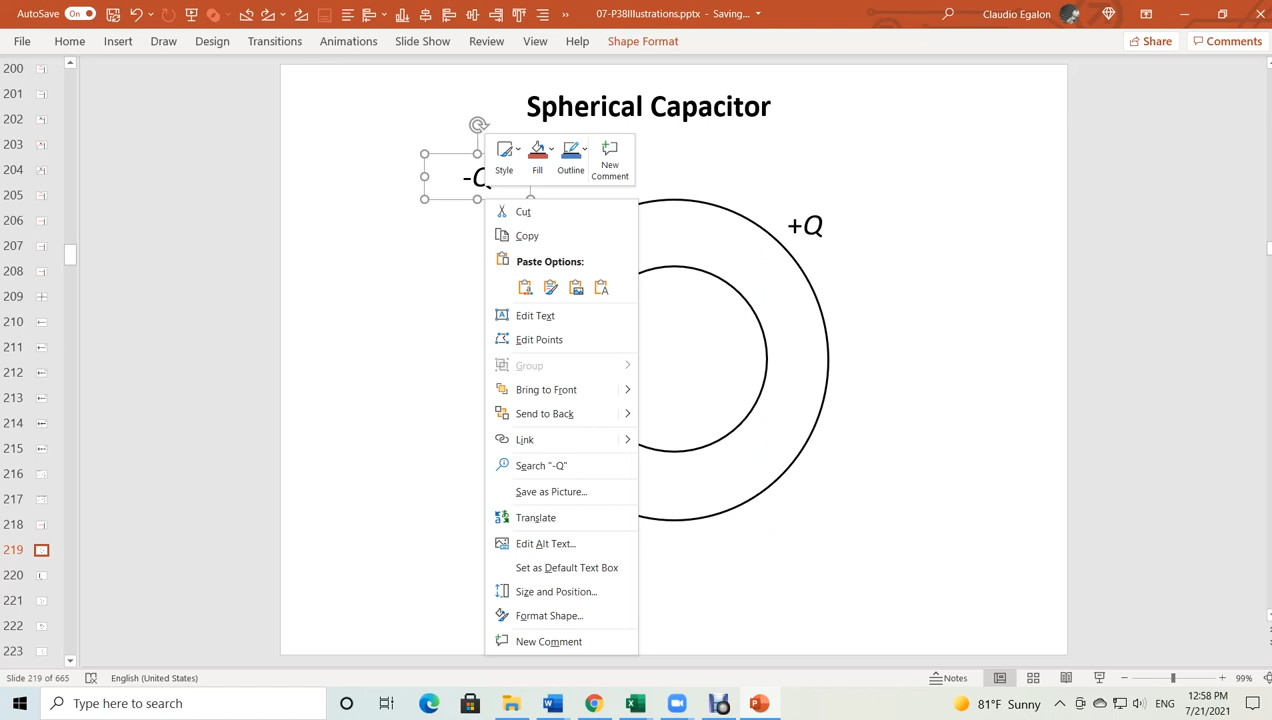 AutoSave On 07-P38Illustrations.pptx - Saving... Claudio Egalon
File Home Insert Draw Design Transitions Animations Slide Show Review View Help Shape Format Share Comments
200
201
202
203
204
205
206
207
208
209
210
211
212
213
214
215
216
217
218
219
220
221
222
223
Spherical Capacitor
-Q
+Q
Style Fill Outline New Comment
Cut
Copy
Paste Options:
Edit Text
Edit Points
Group
Bring to Front
Send to Back
Link
Search "-Q"
Save as Picture...
Translate
Edit Alt Text...
Set as Default Text Box
Size and Position...
Format Shape...
New Comment
Slide 219 of 665 English (United States) Notes 99%
Type here to search 81°F Sunny ENG 12:58 PM
7/21/2021